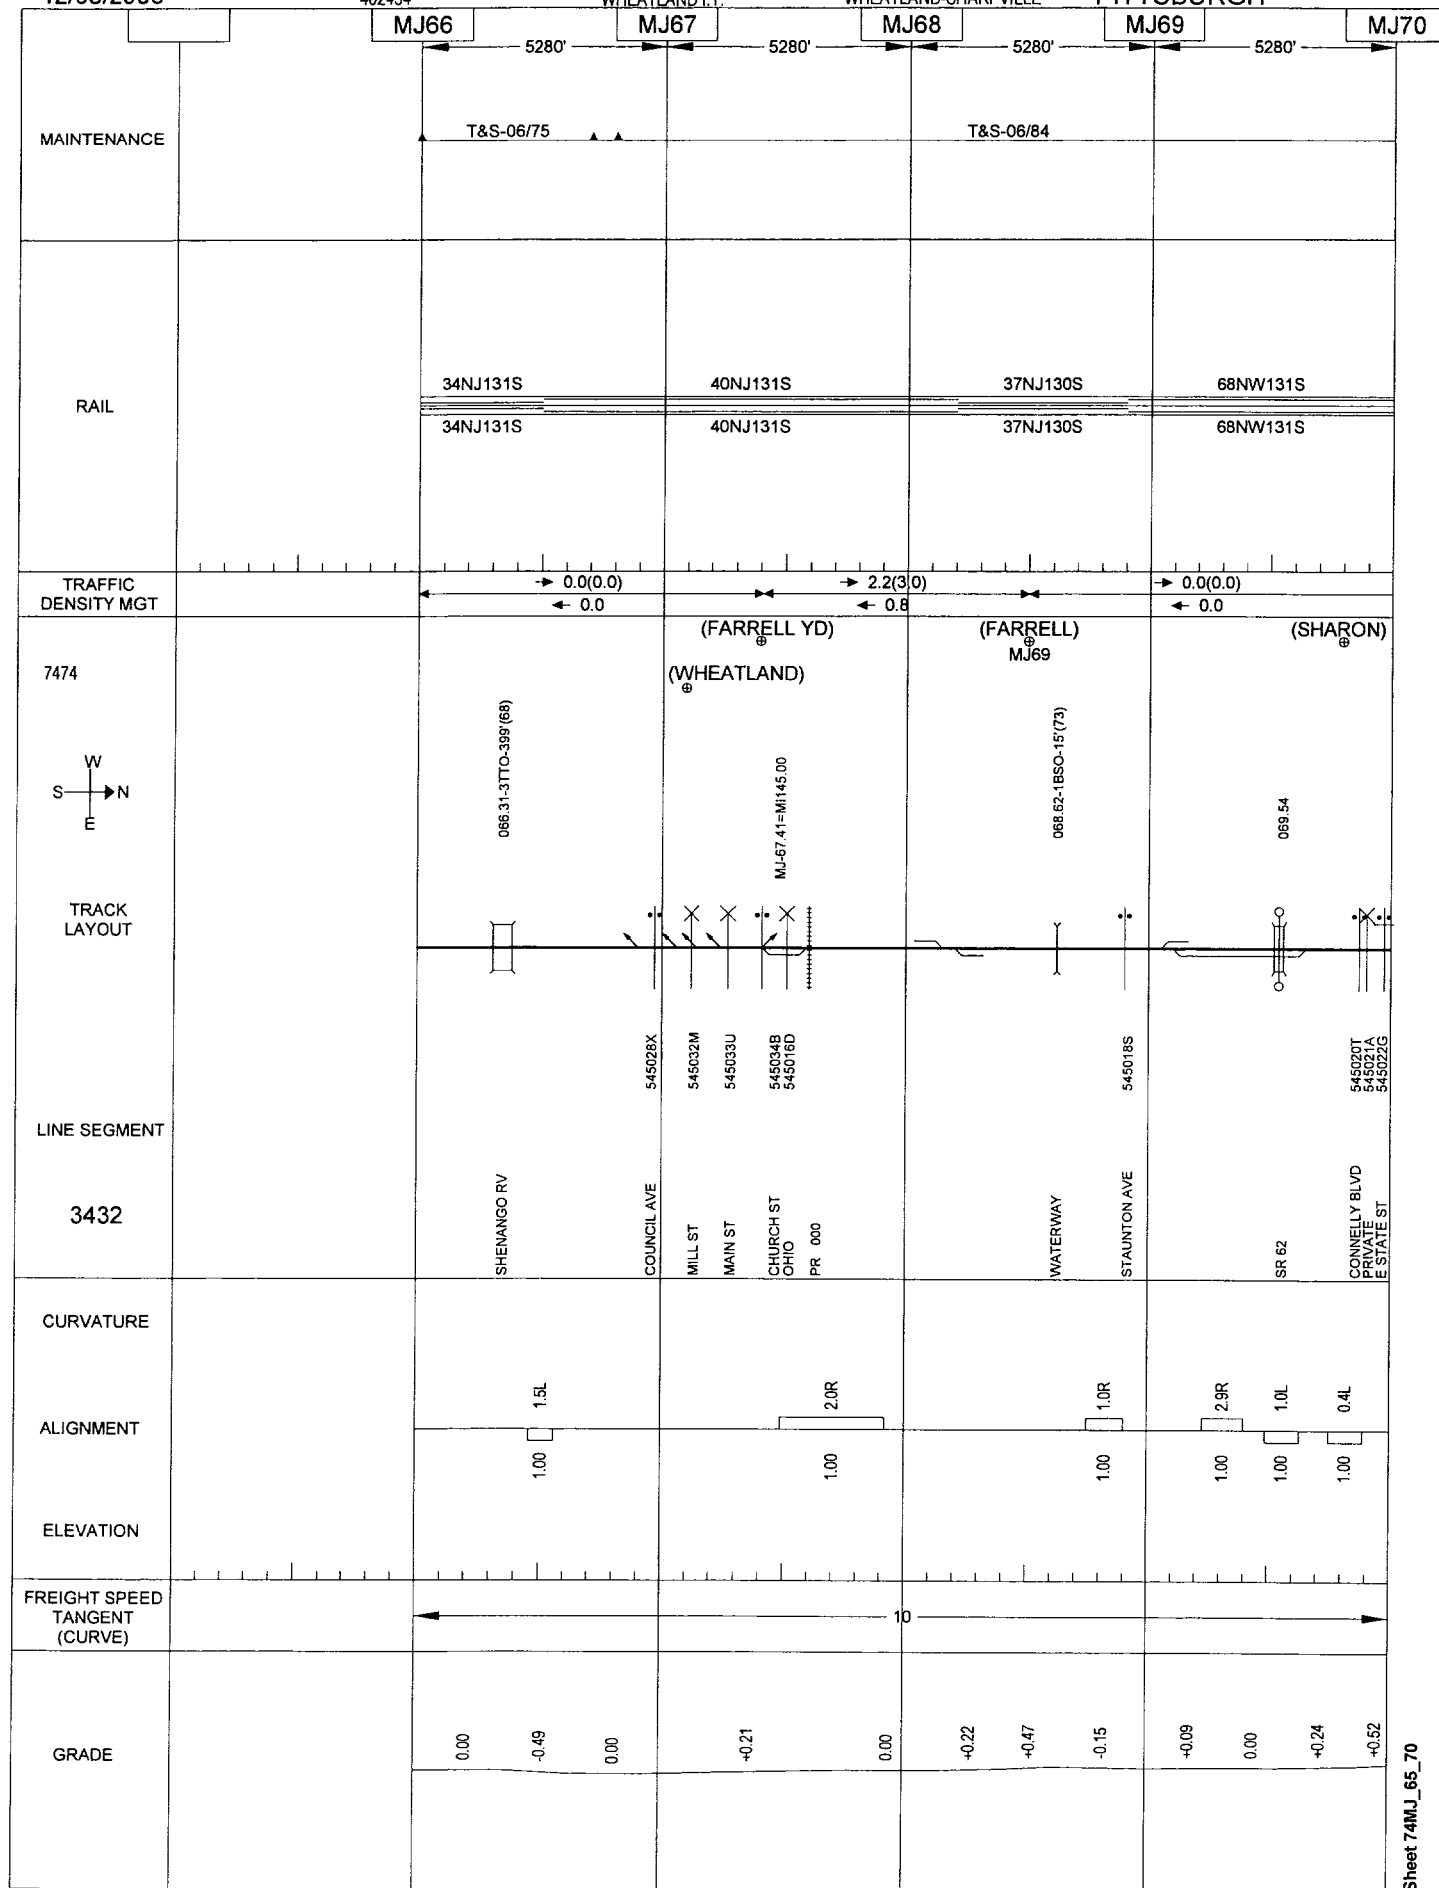 MJ66 MJ67 MJ68 MJ69 MJ70
5280' 5280' 5280' 5280'
MAINTENANCE
T&S-06/75 T&S-06/84
34NJ131S 40NJ131S 37NJ130S 68NW131S
RAIL
34NJ131S 40NJ131S 37NJ130S 68NW131S
TRAFFIC
DENSITY MGT
0.0(0.0) 2.2(3.0) 0.0(0.0)
0.0 0.8 0.0
(FARRELL YD) (FARRELL) (SHARON)
MJ69
7474
(WHEATLAND)
W
S N
E
066.31-3TTO-399'(68)
MJ-67.41=MI145.00
068.62-1BSO-15'(73)
069.54
TRACK
LAYOUT
545028X
545032M
545033U
545034B
545016D
545018S
545020T
545021A
545022G
LINE SEGMENT
3432
SHENANGO RV
COUNCIL AVE
MILL ST
MAIN ST
CHURCH ST
OHIO
PR 000
WATERWAY
STAUNTON AVE
SR 62
CONNELLY BLVD
PRIVATE
E STATE ST
CURVATURE
1.5L 2.0R 1.0R 2.9R 1.0L 0.4L
ALIGNMENT
1.00 1.00 1.00 1.00 1.00 1.00
ELEVATION
FREIGHT SPEED
TANGENT
(CURVE)
10
GRADE
0.00 -0.49 0.00 +0.21 0.00 +0.22 +0.47 -0.15 +0.09 0.00 +0.24 +0.52
Sheet 74MJ_65_70